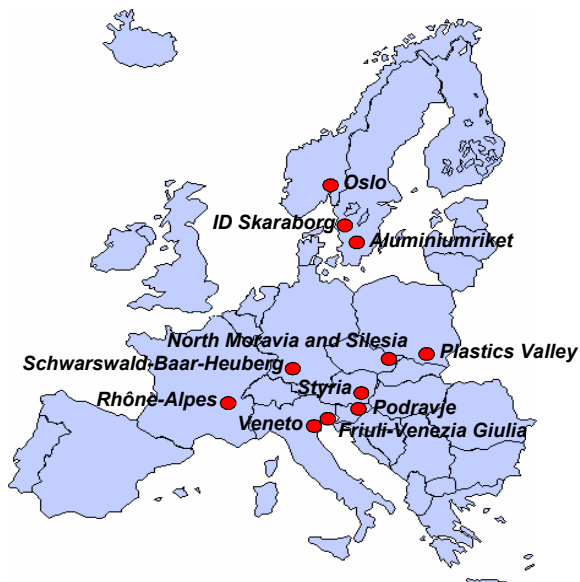 Oslo
ID Skaraborg
Aluminiumriket
North Moravia and Silesia
Plastics Valley
Schwarswald-Baar-Heuberg
Styria
Rhône-Alpes
Podravje
Veneto
Friuli-Venezia Giulia